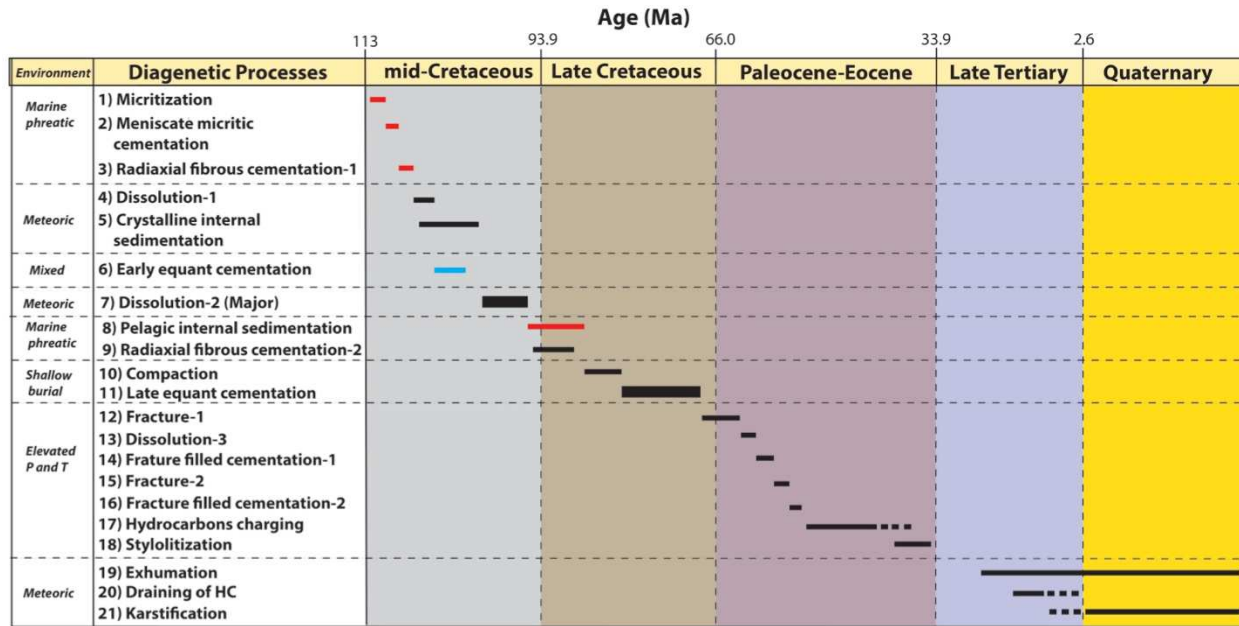 Age (Ma)
113 93.9 66.0 33.9 2.6
Environment Diagenetic Processes mid-Cretaceous Late Cretaceous Paleocene-Eocene Late Tertiary Quaternary
Marine phreatic
1) Micritization
2) Meniscate micritic
cementation
3) Radiaxial fibrous cementation-1
Meteoric
4) Dissolution-1
5) Crystalline internal
sedimentation
Mixed
6) Early equant cementation
Meteoric
7) Dissolution-2 (Major)
Marine phreatic
8) Pelagic internal sedimentation
9) Radiaxial fibrous cementation-2
Shallow burial
10) Compaction
11) Late equant cementation
Elevated P and T
12) Fracture-1
13) Dissolution-3
14) Frature filled cementation-1
15) Fracture-2
16) Fracture filled cementation-2
17) Hydrocarbons charging
18) Stylolitization
Meteoric
19) Exhumation
20) Draining of HC
21) Karstification